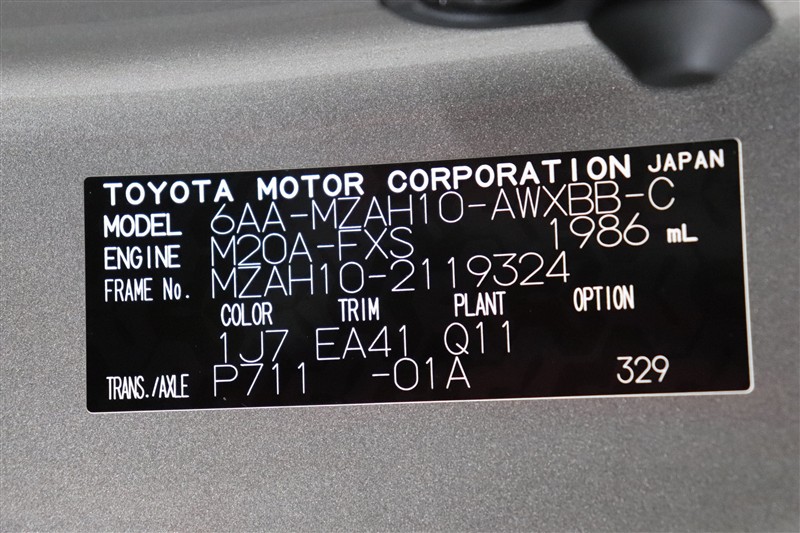 TOYOTA MOTOR CORPORATION JAPAN
MODEL 6AA-MZAH10-AWXBB-C
ENGINE M20A-FXS 1986 mL
FRAME No. MZAH10-2119324
COLOR TRIM PLANT OPTION
1J7 EA41 Q11
TRANS./AXLE P711 -01A 329